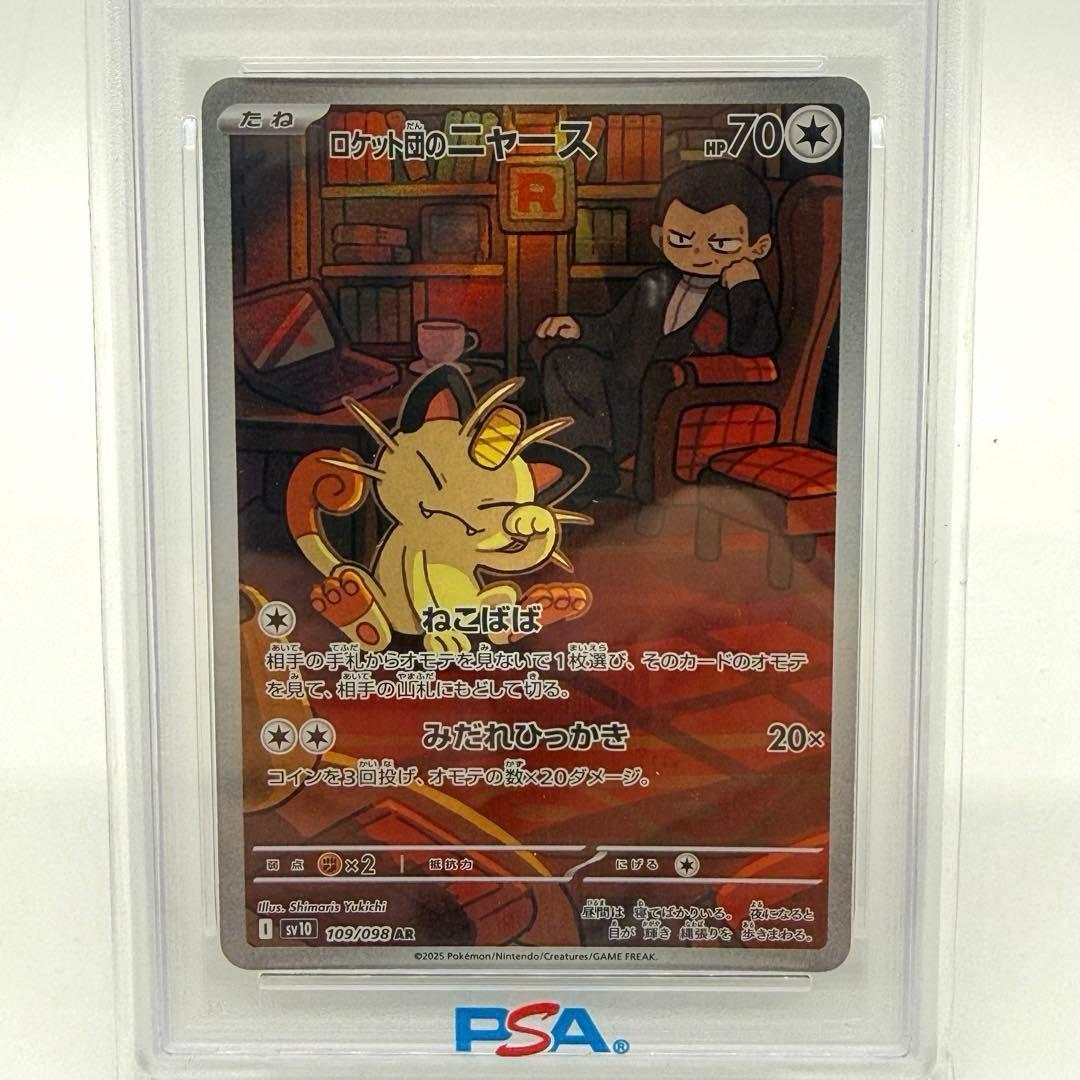 たね
ロケット団のニャース
HP70
R
ねこばば
相手の手札からオモテを見ないで1枚選び、そのカードのオモテ
を見て、相手の山札にもどして切る。
みだれひっかき 20×
コインを3回投げ、オモテの数×20ダメージ。
弱点 ×2 抵抗力 にげる
Illus. Shimaris Yukichi
昼間は 寝てばかりいる。 夜になると
目が 輝き 縄張りを 歩きまわる。
I sv10 109/098 AR
©2025 Pokémon/Nintendo/Creatures/GAME FREAK.
PSA®